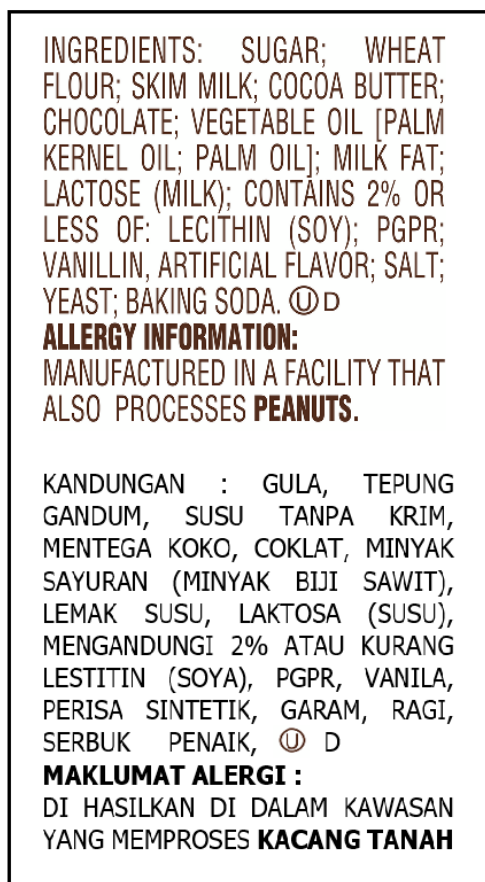 INGREDIENTS: SUGAR; WHEAT
FLOUR; SKIM MILK; COCOA BUTTER;
CHOCOLATE; VEGETABLE OIL [PALM
KERNEL OIL; PALM OIL]; MILK FAT;
LACTOSE (MILK); CONTAINS 2% OR
LESS OF: LECITHIN (SOY); PGPR;
VANILLIN, ARTIFICIAL FLAVOR; SALT;
YEAST; BAKING SODA. Ⓤ D
ALLERGY INFORMATION:
MANUFACTURED IN A FACILITY THAT
ALSO PROCESSES PEANUTS.
KANDUNGAN : GULA, TEPUNG
GANDUM, SUSU TANPA KRIM,
MENTEGA KOKO, COKLAT, MINYAK
SAYURAN (MINYAK BIJI SAWIT),
LEMAK SUSU, LAKTOSA (SUSU),
MENGANDUNGI 2% ATAU KURANG
LESTITIN (SOYA), PGPR, VANILA,
PERISA SINTETIK, GARAM, RAGI,
SERBUK PENAIK, Ⓤ D
MAKLUMAT ALERGI :
DI HASILKAN DI DALAM KAWASAN
YANG MEMPROSES KACANG TANAH